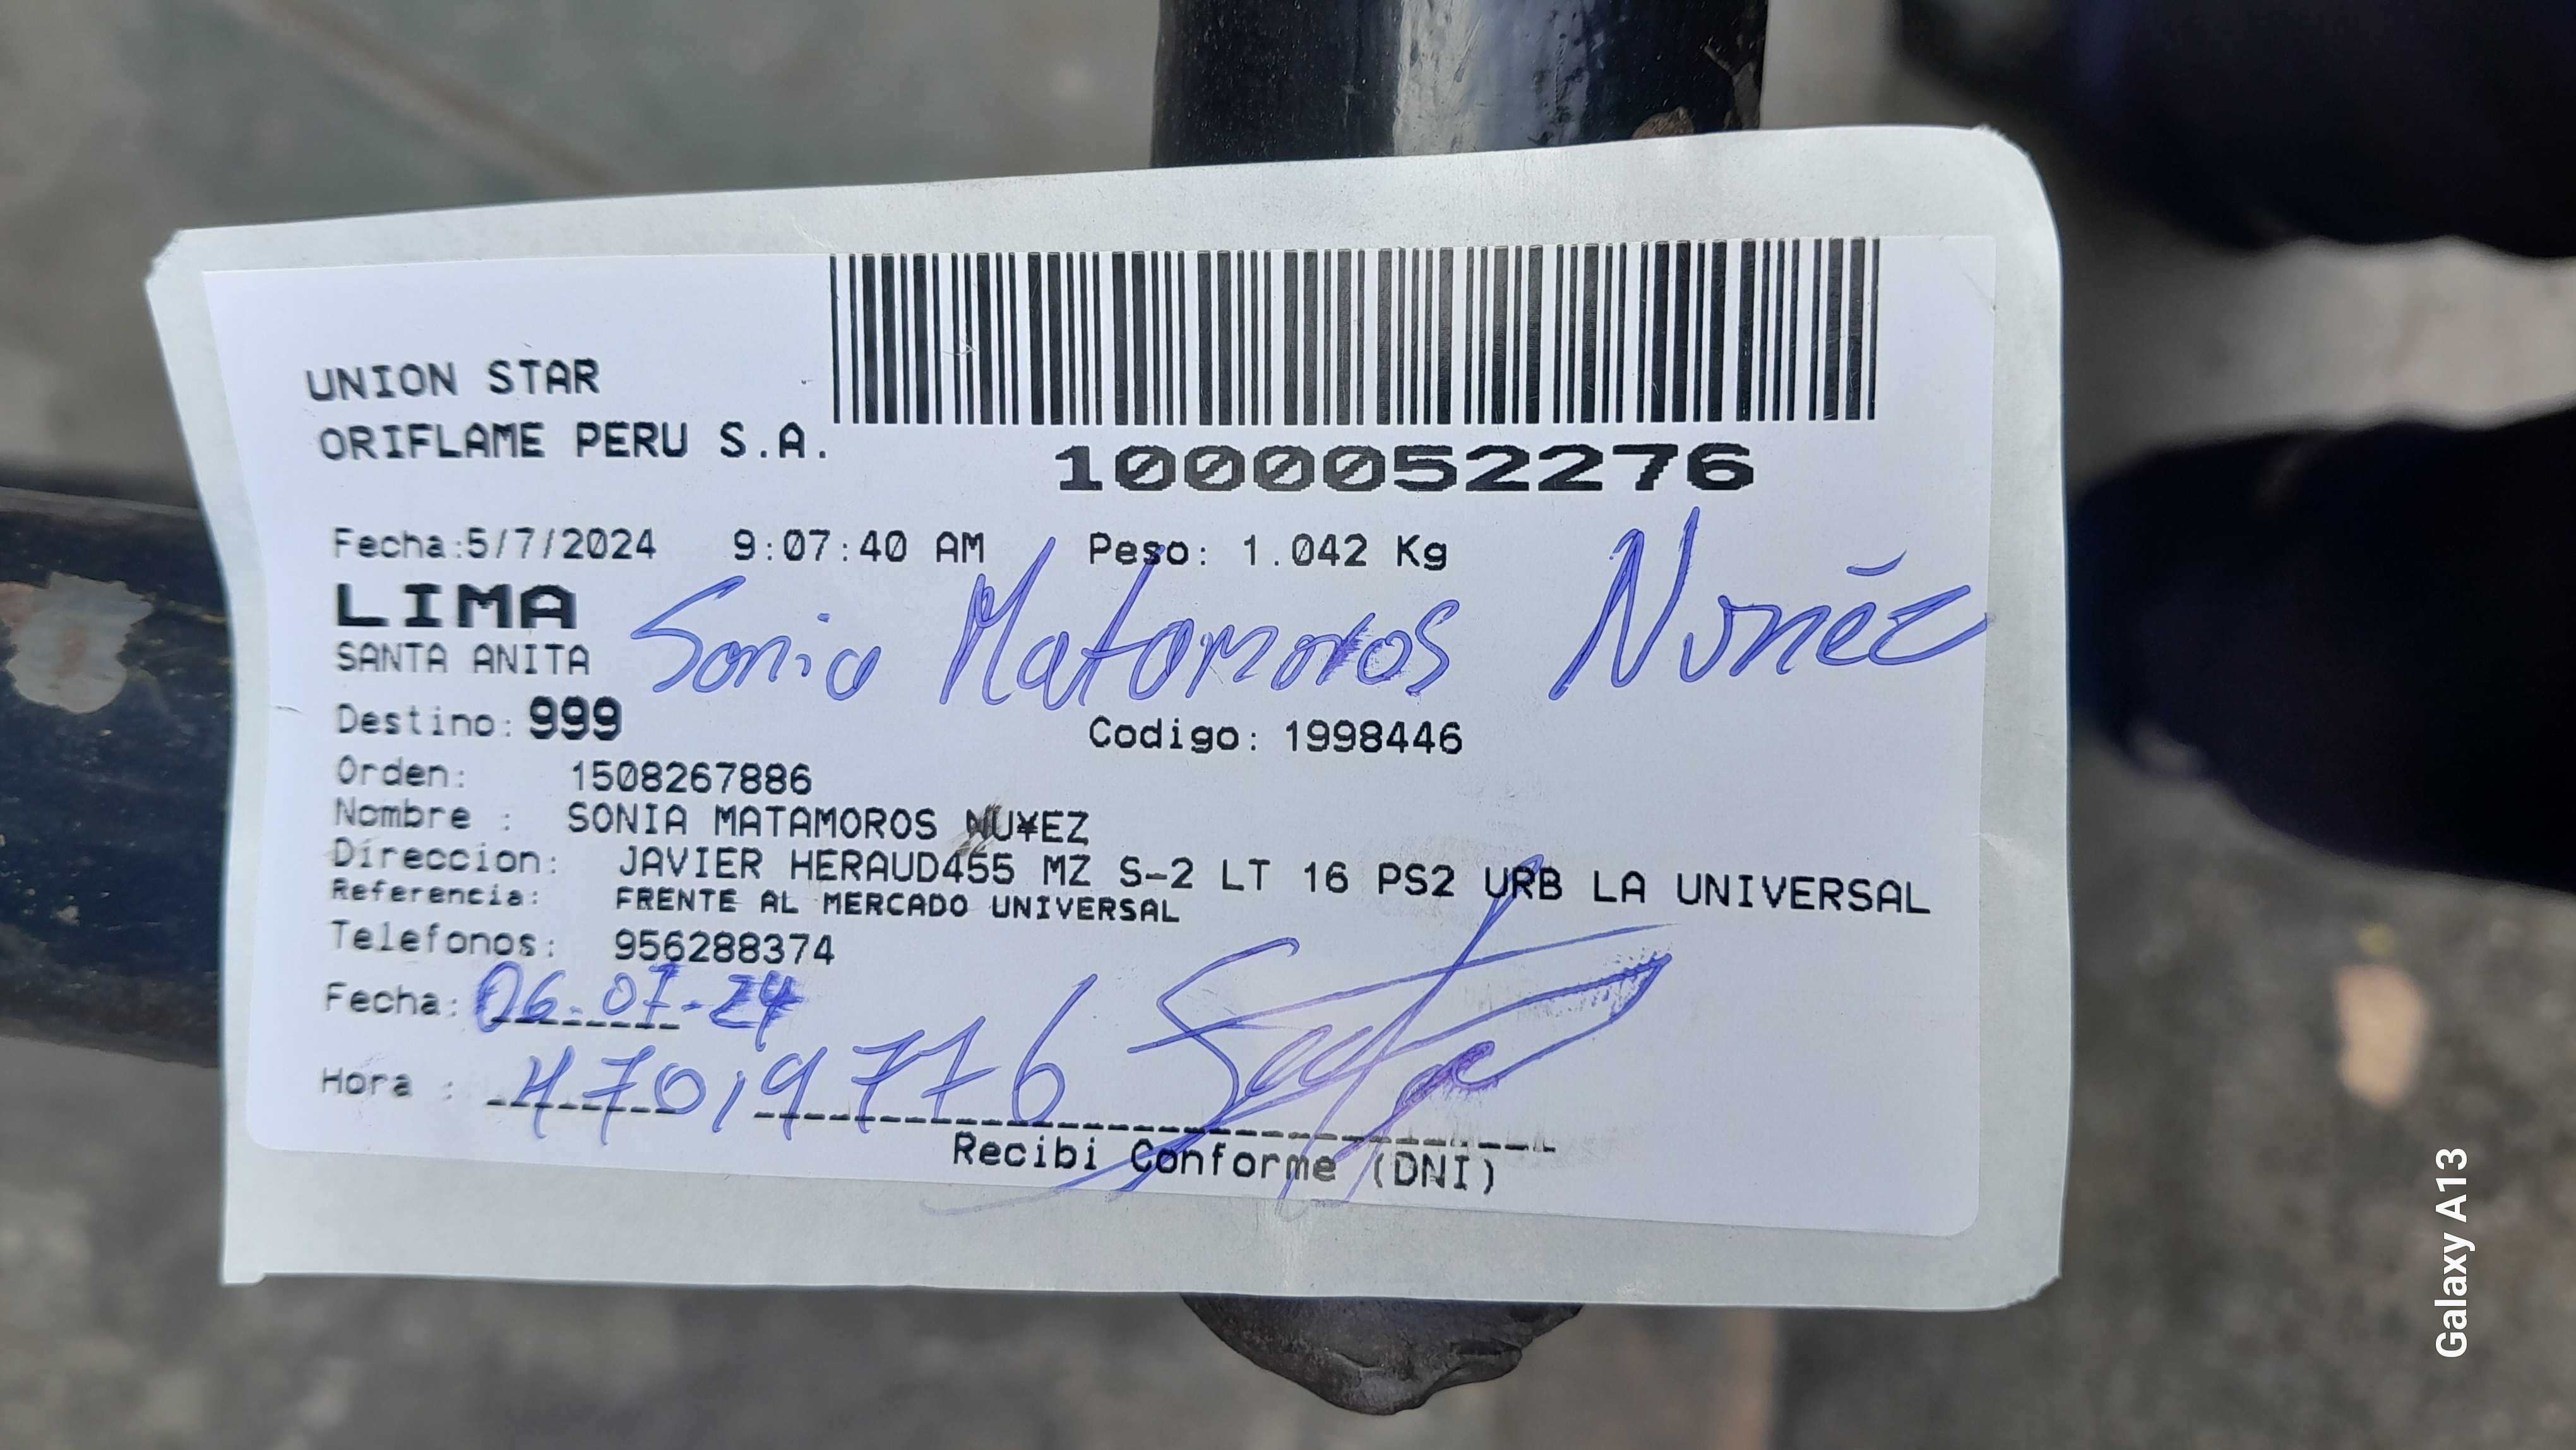 UNION STAR
ORIFLAME PERU S.A.
1000052276
Fecha:5/7/2024 9:07:40 AM Peso: 1.042 Kg
LIMA
SANTA ANITA
Sonia Matamoros Nuñez
Destino: 999 Codigo: 1998446
Orden: 1508267886
Nombre : SONIA MATAMOROS NU¥EZ
Direccion: JAVIER HERAUD455 MZ S-2 LT 16 PS2 URB LA UNIVERSAL
Referencia: FRENTE AL MERCADO UNIVERSAL
Telefonos: 956288374
Fecha: 06-07-24
Hora : 47019776
Recibi Conforme (DNI)
Galaxy A13